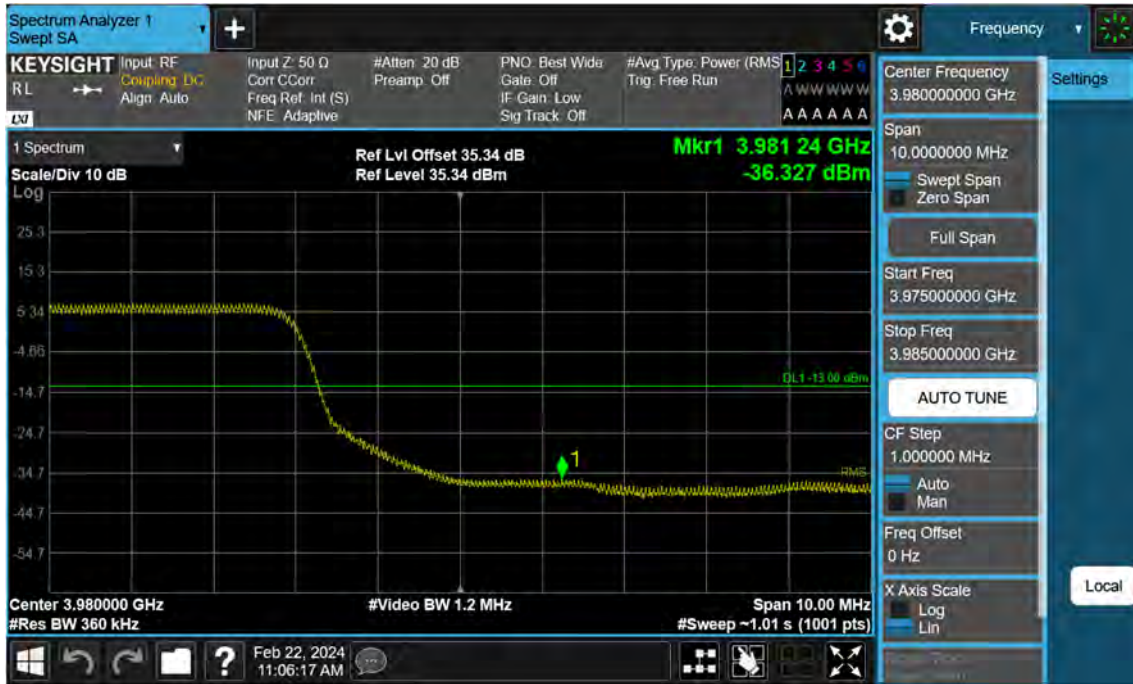 Spectrum Analyzer 1
Swept SA
Frequency
KEYSIGHT
RL
LXI
Input: RF
Coupling: DC
Align: Auto
Input Z: 50 Ω
Corr CCorr
Freq Ref: Int (S)
NFE: Adaptive
#Atten: 20 dB
Preamp: Off
PNO: Best Wide
Gate: Off
IF Gain: Low
Sig Track: Off
#Avg Type: Power (RMS
Trig: Free Run
1 2 3 4 5 6
A W W W W W
A A A A A A
1 Spectrum
Scale/Div 10 dB
Ref Lvl Offset 35.34 dB
Ref Level 35.34 dBm
Mkr1 3.981 24 GHz
-36.327 dBm
Log
25.3
15.3
5.34
-4.66
-14.7
-24.7
-34.7
-44.7
-54.7
DL1 -13.00 dBm
1
RMS
Center 3.980000 GHz
#Res BW 360 kHz
#Video BW 1.2 MHz
Span 10.00 MHz
#Sweep ~1.01 s (1001 pts)
Center Frequency
3.980000000 GHz
Settings
Span
10.0000000 MHz
Swept Span
Zero Span
Full Span
Start Freq
3.975000000 GHz
Stop Freq
3.985000000 GHz
AUTO TUNE
CF Step
1.000000 MHz
Auto
Man
Freq Offset
0 Hz
X Axis Scale
Log
Lin
Local
?
Feb 22, 2024
11:06:17 AM